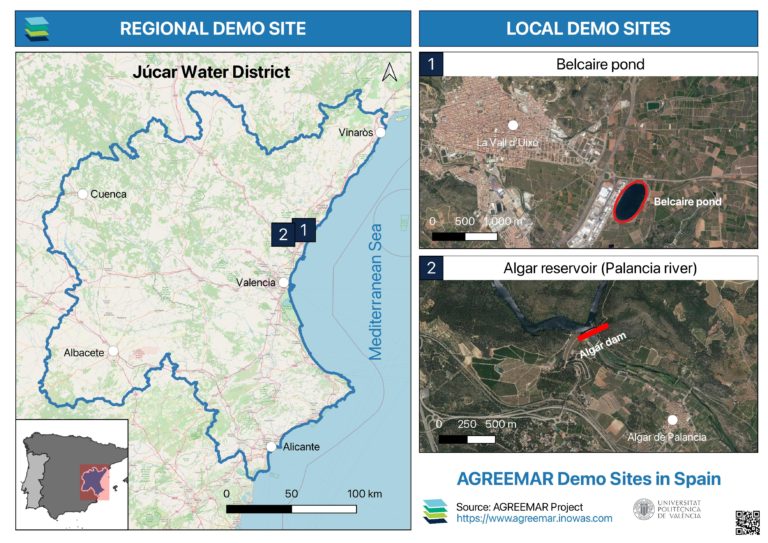 REGIONAL DEMO SITE
Júcar Water District
Vinaròs
Cuenca
2
1
Valencia
Mediterranean Sea
Albacete
Alicante
0
50
100 km
LOCAL DEMO SITES
1
Belcaire pond
La Vall d'Uixó
Belcaire pond
0
500
1,000 m
2
Algar reservoir (Palancia river)
Algar dam
0
250
500 m
Algar de Palancia
AGREEMAR Demo Sites in Spain
Source: AGREEMAR Project
https://www.agreemar.inowas.com
UNIVERSITAT
POLITÈCNICA
DE VALÈNCIA